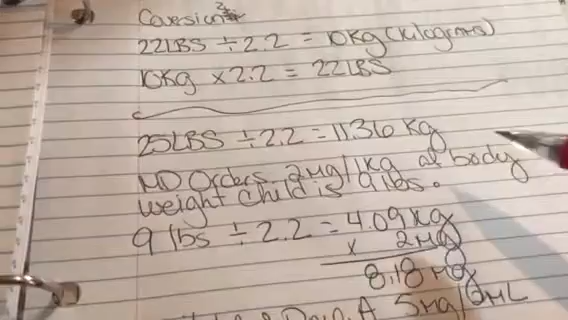 Conversion
22LBS ÷ 2.2 = 10Kg (kilograms)
10Kg x 2.2 = 22LBS
25LBS ÷ 2.2 = 11.36 Kg
MD Orders 2Mg/1Kg of body
weight Child is 9 lbs.
9 lbs ÷ 2.2 = 4.09 Kg
x 2Mg
8.18 Mg
A 5Mg/